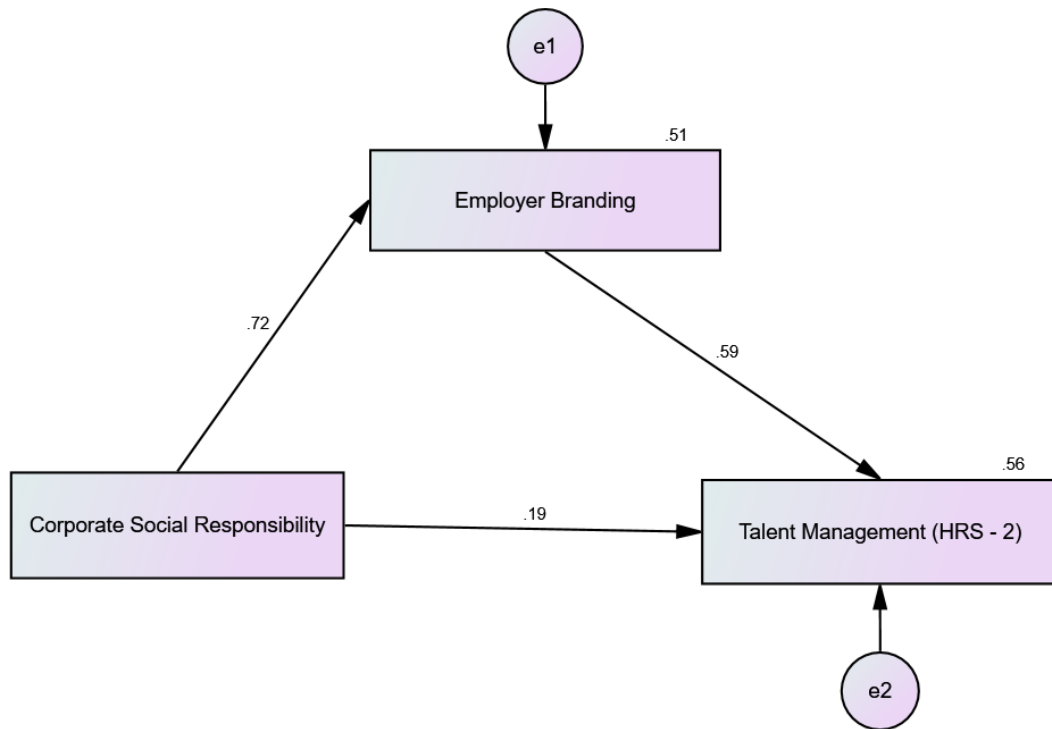 e1
.51
Employer Branding
.72
.59
.56
Corporate Social Responsibility
.19
Talent Management (HRS - 2)
e2